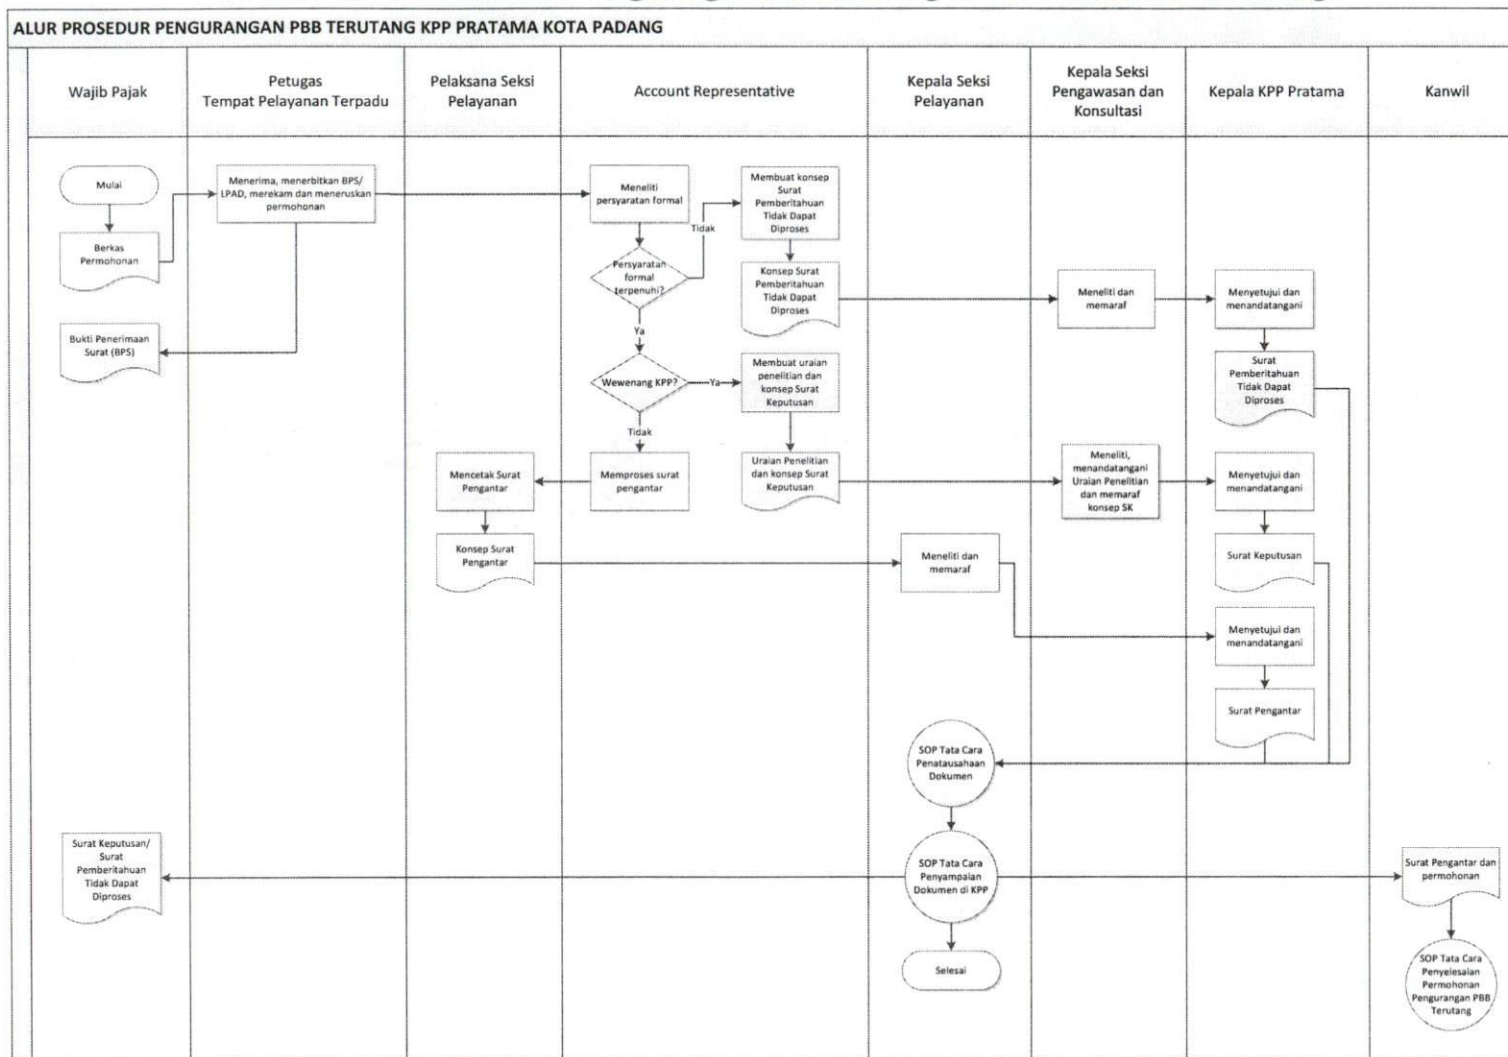 ALUR PROSEDUR PENGURANGAN PBB TERUTANG KPP PRATAMA KOTA PADANG
Wajib Pajak
Petugas
Tempat Pelayanan Terpadu
Pelaksana Seksi
Pelayanan
Account Representative
Kepala Seksi
Pelayanan
Kepala Seksi
Pengawasan dan
Konsultasi
Kepala KPP Pratama
Kanwil
Mulai
Berkas
Permohonan
Menerima, menerbitkan BPS/
LPAD, merekam dan meneruskan
permohonan
Bukti Penerimaan
Surat (BPS)
Meneliti
persyaratan formal
Persyaratan
formal
terpenuhi?
Tidak
Membuat konsep
Surat
Pemberitahuan
Tidak Dapat
Diproses
Konsep Surat
Pemberitahuan
Tidak Dapat
Diproses
Meneliti dan
memaraf
Menyetujui dan
menandatangani
Surat
Pemberitahuan
Tidak Dapat
Diproses
Ya
Wewenang KPP?
Ya
Membuat uraian
penelitian dan
konsep Surat
Keputusan
Tidak
Memproses surat
pengantar
Uraian Penelitian
dan konsep Surat
Keputusan
Meneliti,
menandatangani
Uraian Penelitian
dan memaraf
konsep SK
Menyetujui dan
menandatangani
Surat Keputusan
Mencetak Surat
Pengantar
Konsep Surat
Pengantar
Meneliti dan
memaraf
Menyetujui dan
menandatangani
Surat Pengantar
SOP Tata Cara
Penatausahaan
Dokumen
SOP Tata Cara
Penyampaian
Dokumen di KPP
Surat Keputusan/
Surat
Pemberitahuan
Tidak Dapat
Diproses
Surat Pengantar dan
permohonan
Selesai
SOP Tata Cara
Penyelesaian
Permohonan
Pengurangan PBB
Terutang